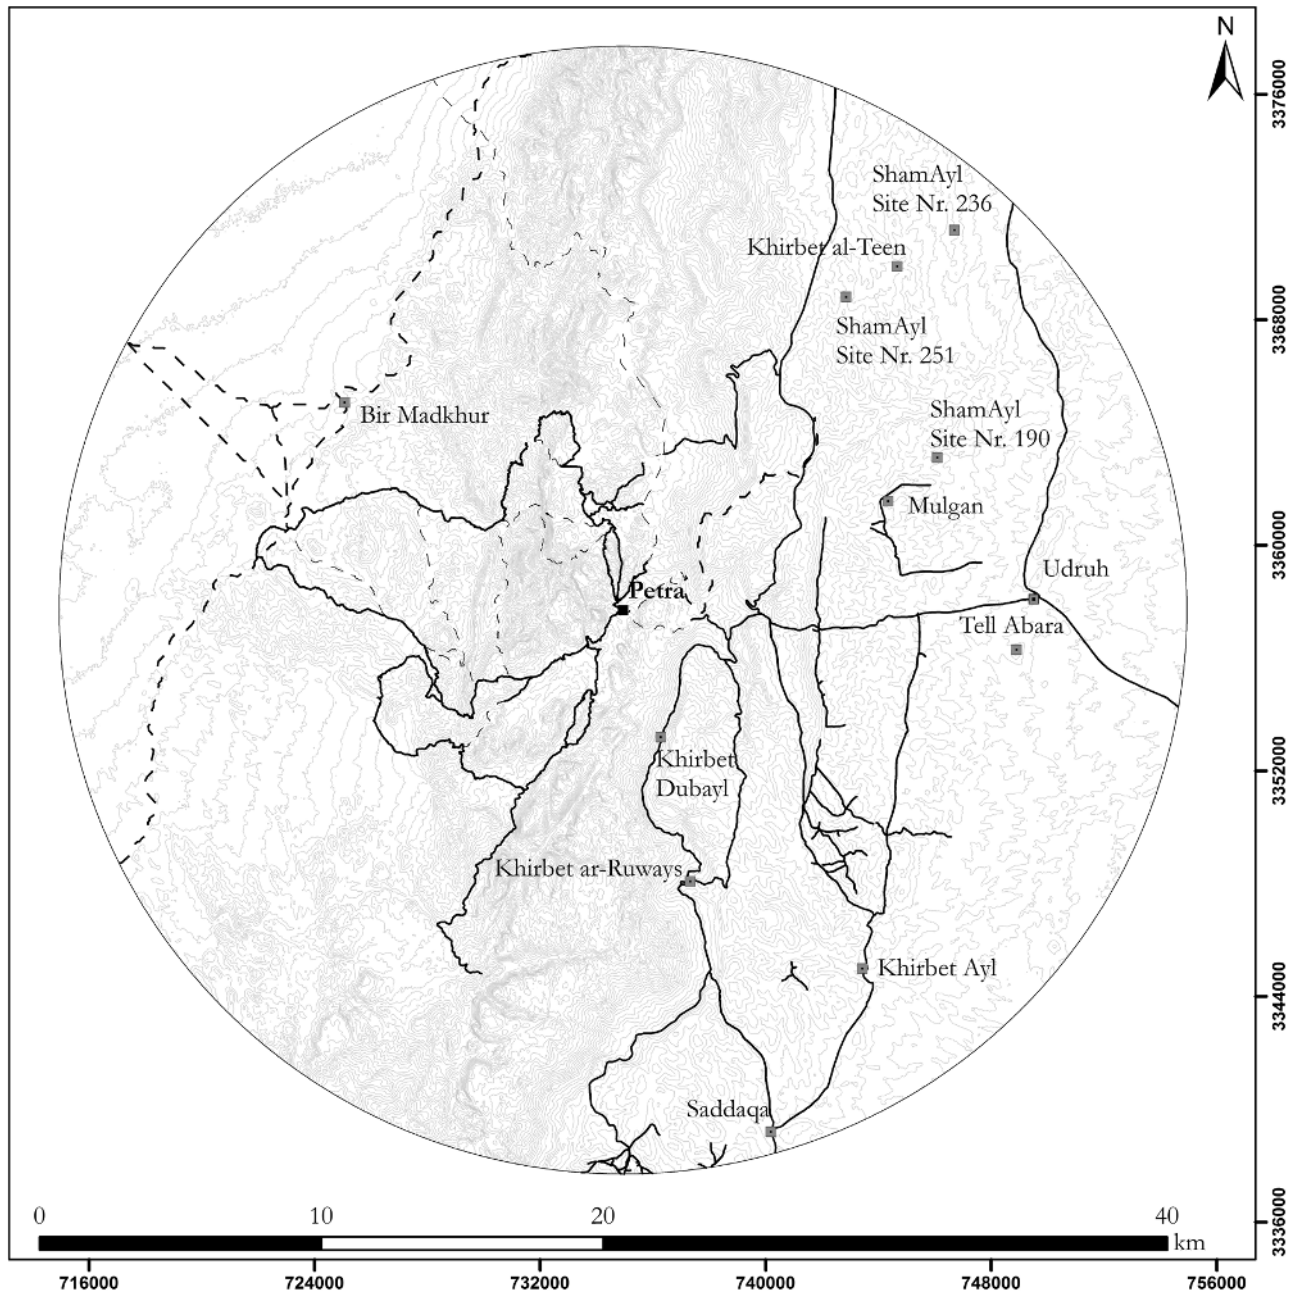 N
3376000
ShamAyl
Site Nr. 236
Khirbet al-Teen
3368000
ShamAyl
Site Nr. 251
Bir Madkhur
ShamAyl
Site Nr. 190
Mulgan
3360000
Udruh
Petra
Tell Abara
Khirbet
Dubayl
3352000
Khirbet ar-Ruways
Khirbet Ayl
3344000
Saddaqa
3336000
0 10 20 40
km
716000 724000 732000 740000 748000 756000